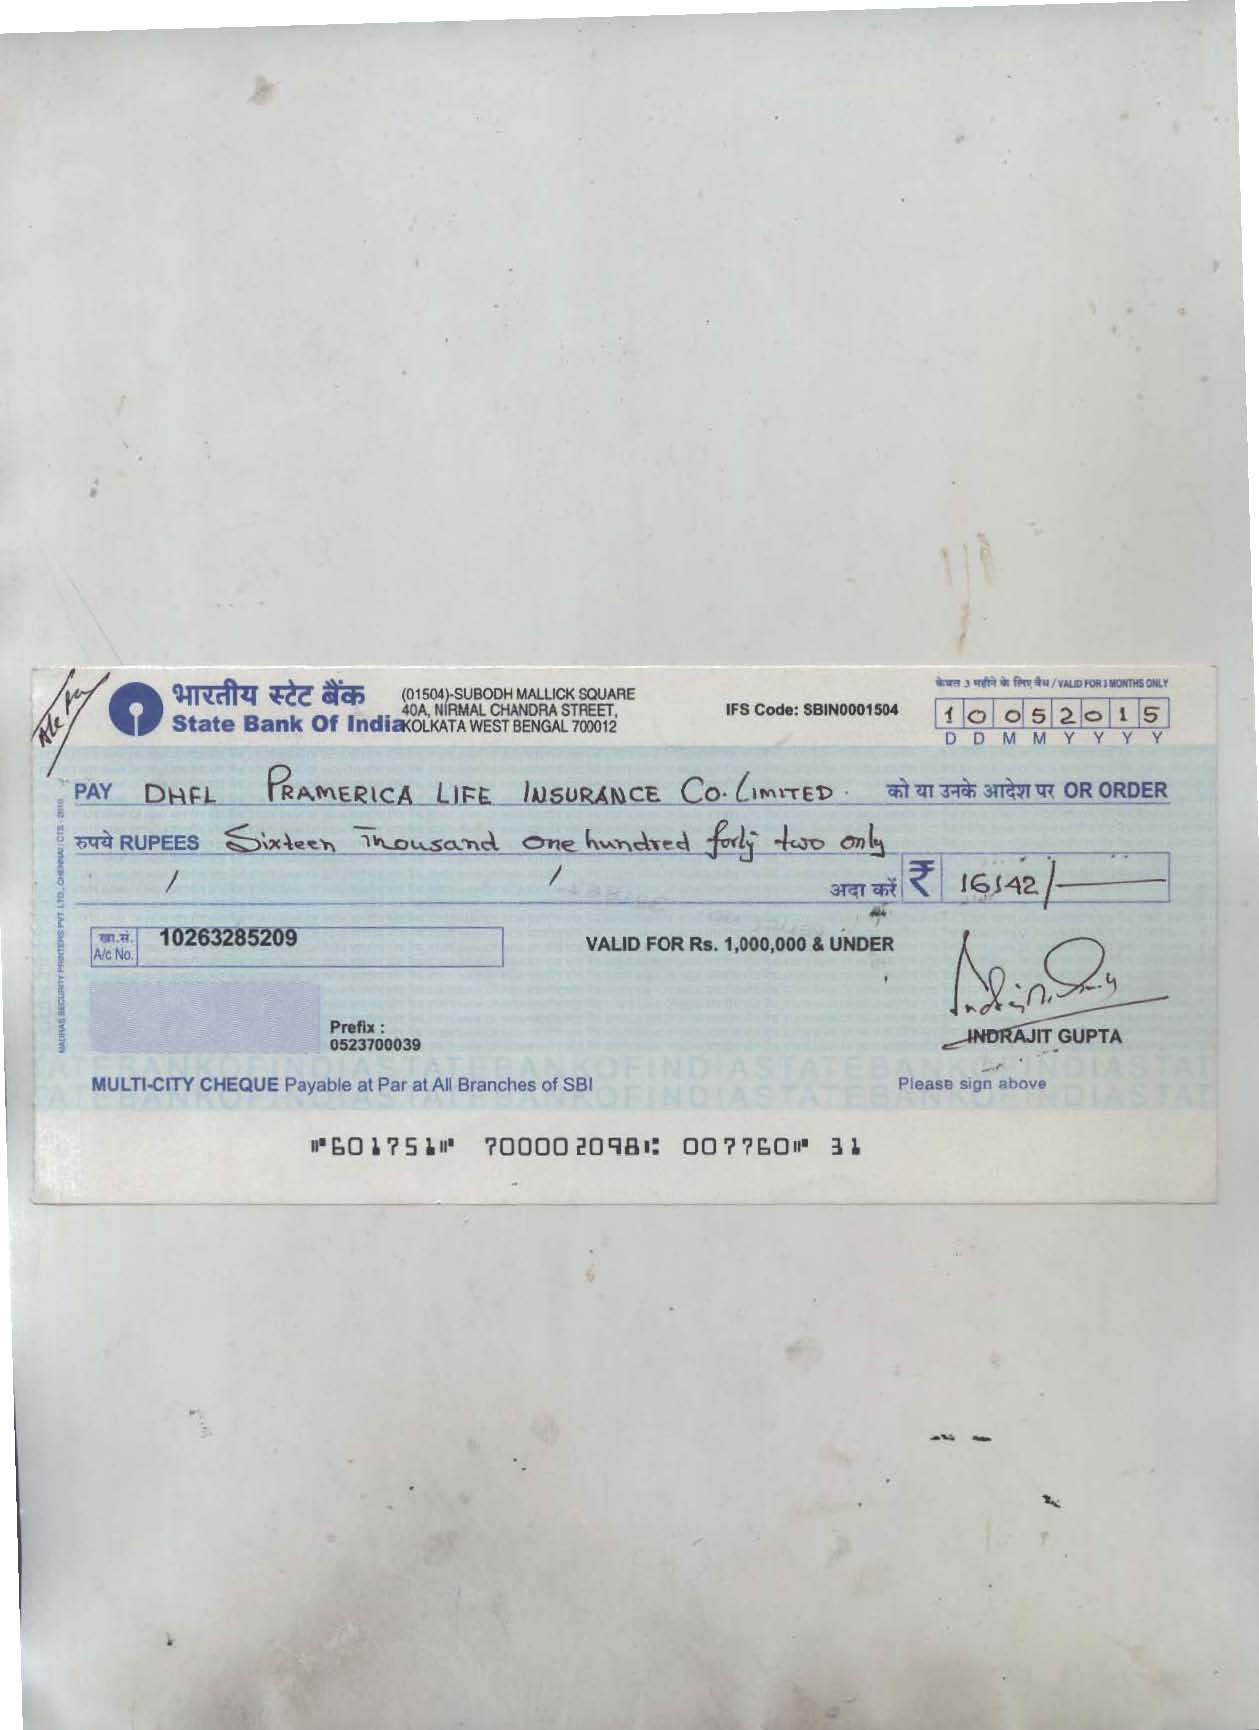 भारतीय स्टेट बैंक
State Bank Of India
(01504)-SUBODH MALLICK SQUARE
40A, NIRMAL CHANDRA STREET,
KOLKATA WEST BENGAL 700012
IFS Code: SBIN0001504
केवल 3 महीने के लिए वैध / VALID FOR 3 MONTHS ONLY
1 0 0 5 2 0 1 5
D D M M Y Y Y Y
PAY DHFL PRAMERICA LIFE INSURANCE CO. LIMITED. को या उनके आदेश पर OR ORDER
रुपये RUPEES Sixteen Thousand one hundred forty two only
अदा करें ₹ 16142/-
खा.सं. 10263285209
A/c No.
VALID FOR Rs. 1,000,000 & UNDER
Prefix :
0523700039
INDRAJIT GUPTA
MULTI-CITY CHEQUE Payable at Par at All Branches of SBI
Please sign above
⑈601751⑈ 700002098⑆ 007760⑈ 31
MADRAS SECURITY PRINTERS PVT. LTD., CHENNAI / CTS - 2010